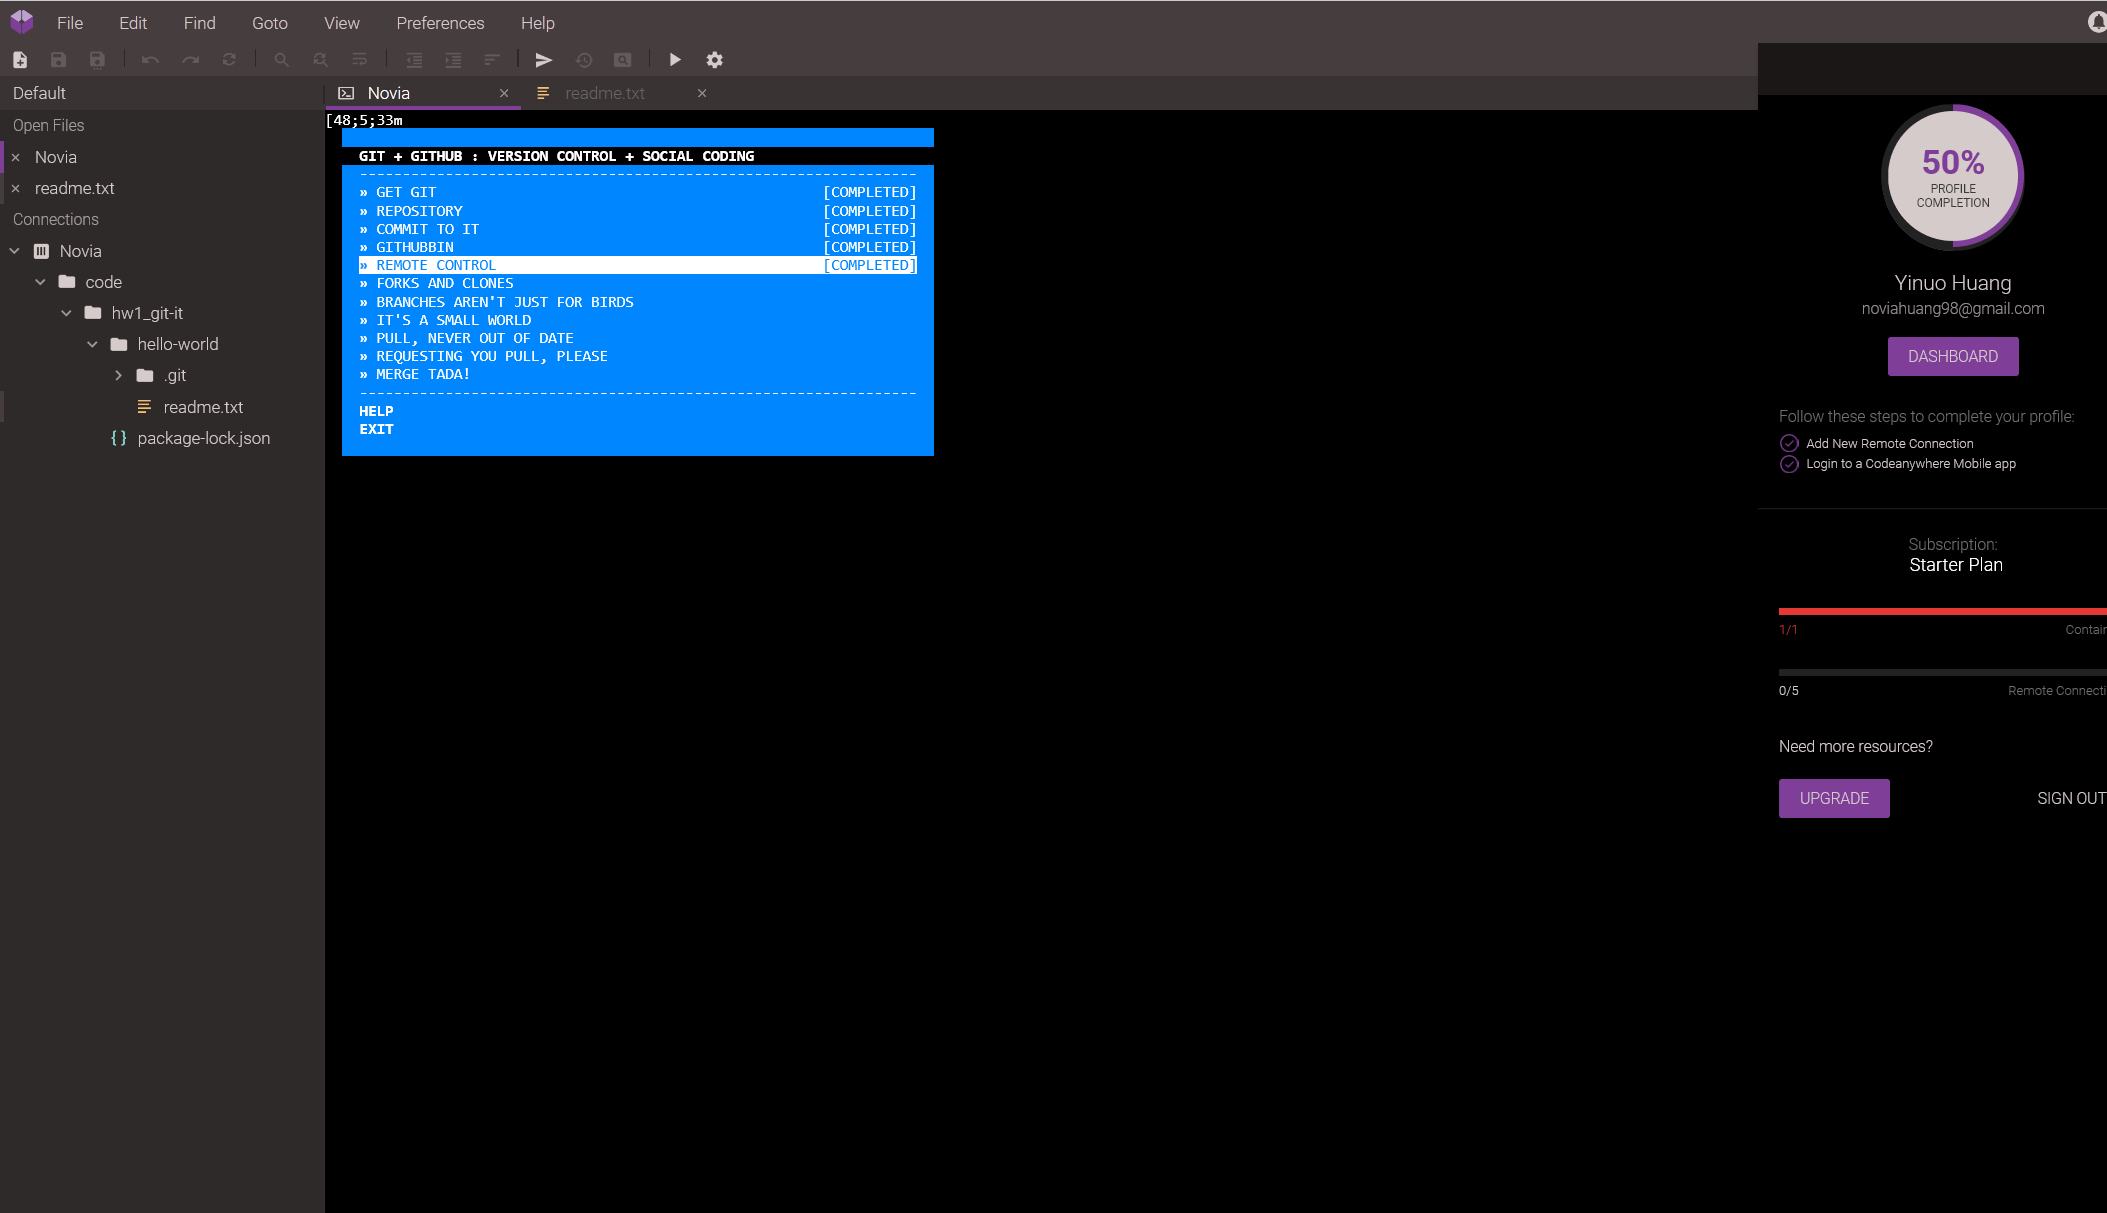 File Edit Find Goto View Preferences Help
Default
Open Files
Novia
readme.txt
Connections
Novia
code
hw1_git-it
hello-world
.git
readme.txt
package-lock.json
Novia readme.txt
[48;5;33m
GIT + GITHUB : VERSION CONTROL + SOCIAL CODING
------------------------------------------------------------------
» GET GIT [COMPLETED]
» REPOSITORY [COMPLETED]
» COMMIT TO IT [COMPLETED]
» GITHUBBIN [COMPLETED]
» REMOTE CONTROL [COMPLETED]
» FORKS AND CLONES
» BRANCHES AREN'T JUST FOR BIRDS
» IT'S A SMALL WORLD
» PULL, NEVER OUT OF DATE
» REQUESTING YOU PULL, PLEASE
» MERGE TADA!
------------------------------------------------------------------
HELP
EXIT
50%
PROFILE
COMPLETION
Yinuo Huang
noviahuang98@gmail.com
DASHBOARD
Follow these steps to complete your profile:
Add New Remote Connection
Login to a Codeanywhere Mobile app
Subscription:
Starter Plan
1/1 Contair
0/5 Remote Connecti
Need more resources?
UPGRADE SIGN OUT